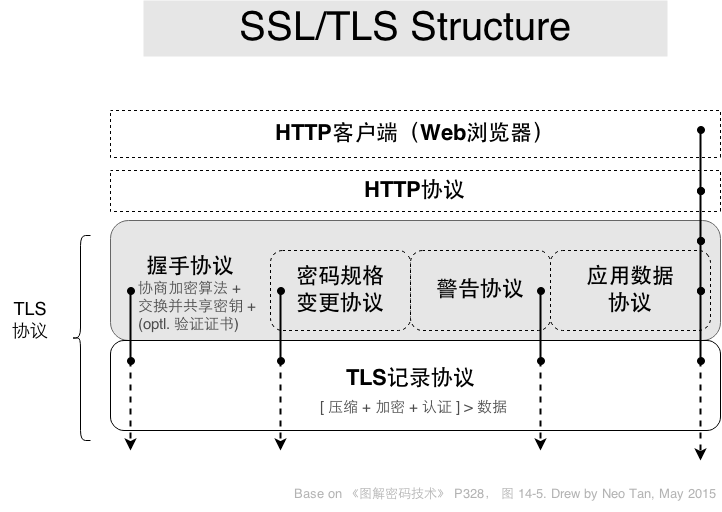 SSL/TLS Structure
HTTP客户端（Web浏览器）
HTTP协议
TLS
协议
握手协议
协商加密算法 +
交换并共享密钥 +
(optl. 验证证书)
密码规格
变更协议
警告协议
应用数据
协议
TLS记录协议
[ 压缩 + 加密 + 认证 ] > 数据
Base on 《图解密码技术》 P328， 图 14-5. Drew by Neo Tan, May 2015